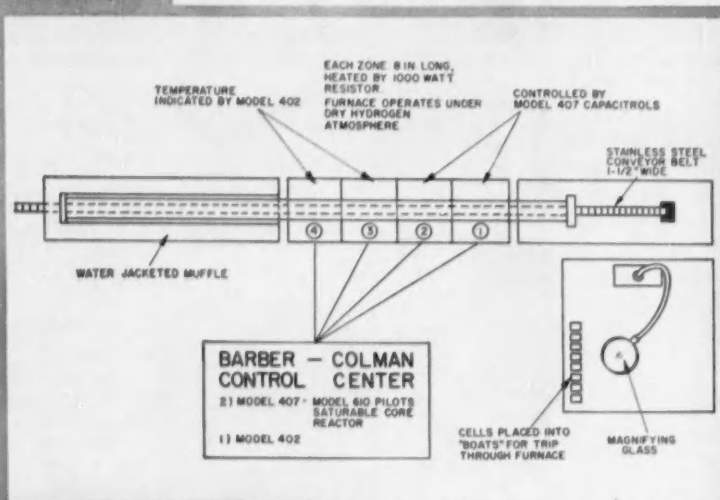 TEMPERATURE
INDICATED BY MODEL 402
EACH ZONE 8 IN LONG,
HEATED BY 1000 WATT
RESISTOR.
FURNACE OPERATES UNDER
DRY HYDROGEN
ATMOSPHERE
CONTROLLED BY
MODEL 407 CAPACITROLS
STAINLESS STEEL
CONVEYOR BELT
1-1/2" WIDE
4 3 2 1
WATER JACKETED MUFFLE
BARBER - COLMAN
CONTROL CENTER
2) MODEL 407 - MODEL 610 PILOTS
SATURABLE CORE
REACTOR
1) MODEL 402
CELLS PLACED INTO
"BOATS" FOR TRIP
THROUGH FURNACE
MAGNIFYING
GLASS